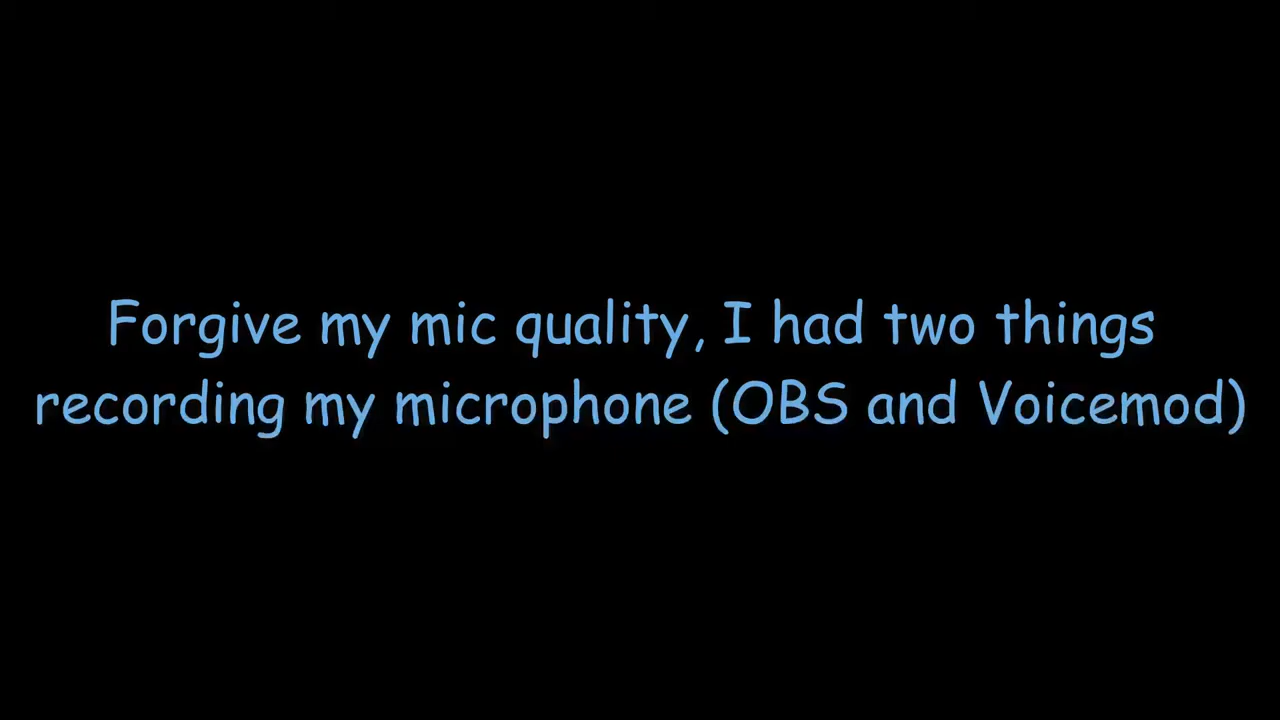 Forgive my mic quality, I had two things
recording my microphone (OBS and Voicemod)